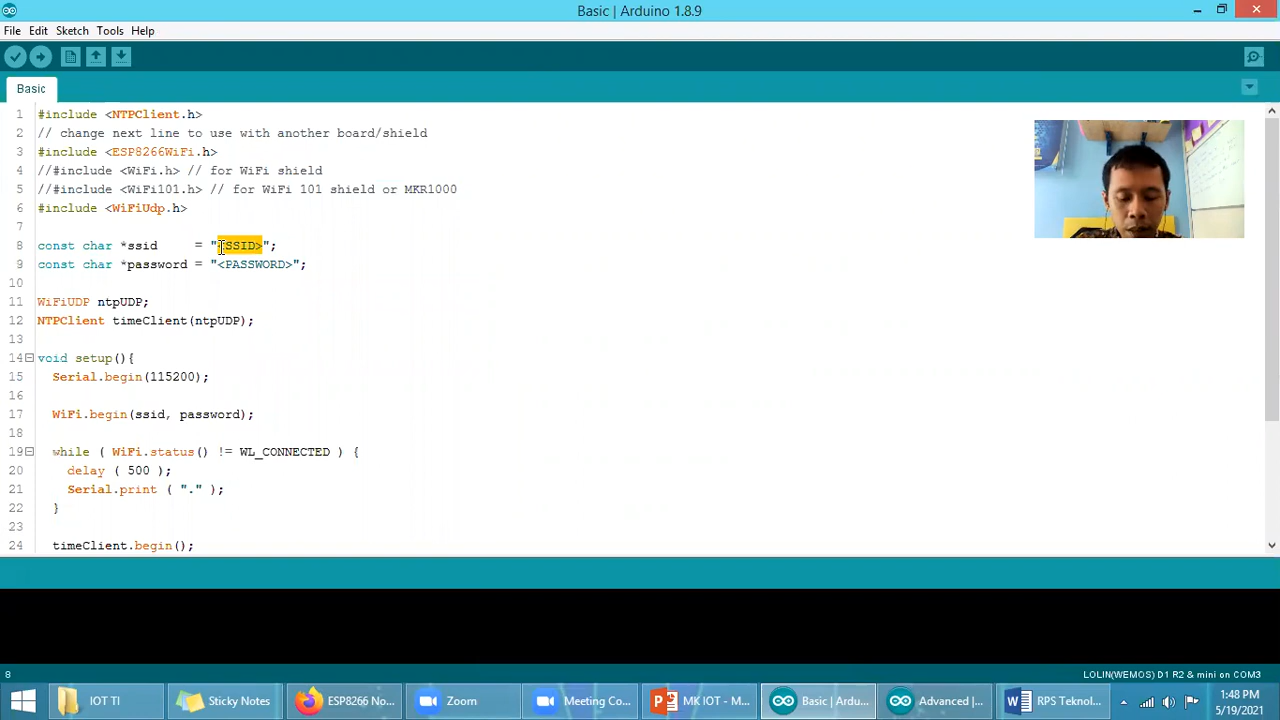 Basic | Arduino 1.8.9
File Edit Sketch Tools Help
Basic
1 #include <NTPClient.h>
2 // change next line to use with another board/shield
3 #include <ESP8266WiFi.h>
4 //#include <WiFi.h> // for WiFi shield
5 //#include <WiFi101.h> // for WiFi 101 shield or MKR1000
6 #include <WiFiUdp.h>
7
8 const char *ssid     = "<SSID>";
9 const char *password = "<PASSWORD>";
10
11 WiFiUDP ntpUDP;
12 NTPClient timeClient(ntpUDP);
13
14 void setup(){
15   Serial.begin(115200);
16
17   WiFi.begin(ssid, password);
18
19   while ( WiFi.status() != WL_CONNECTED ) {
20     delay ( 500 );
21     Serial.print ( "." );
22   }
23
24   timeClient.begin();
8 LOLIN(WEMOS) D1 R2 & mini on COM3
IOT TI Sticky Notes ESP8266 No... Zoom Meeting Co... MK IOT - M... Basic | Ardu... Advanced |... RPS Teknol... 1:48 PM
5/19/2021